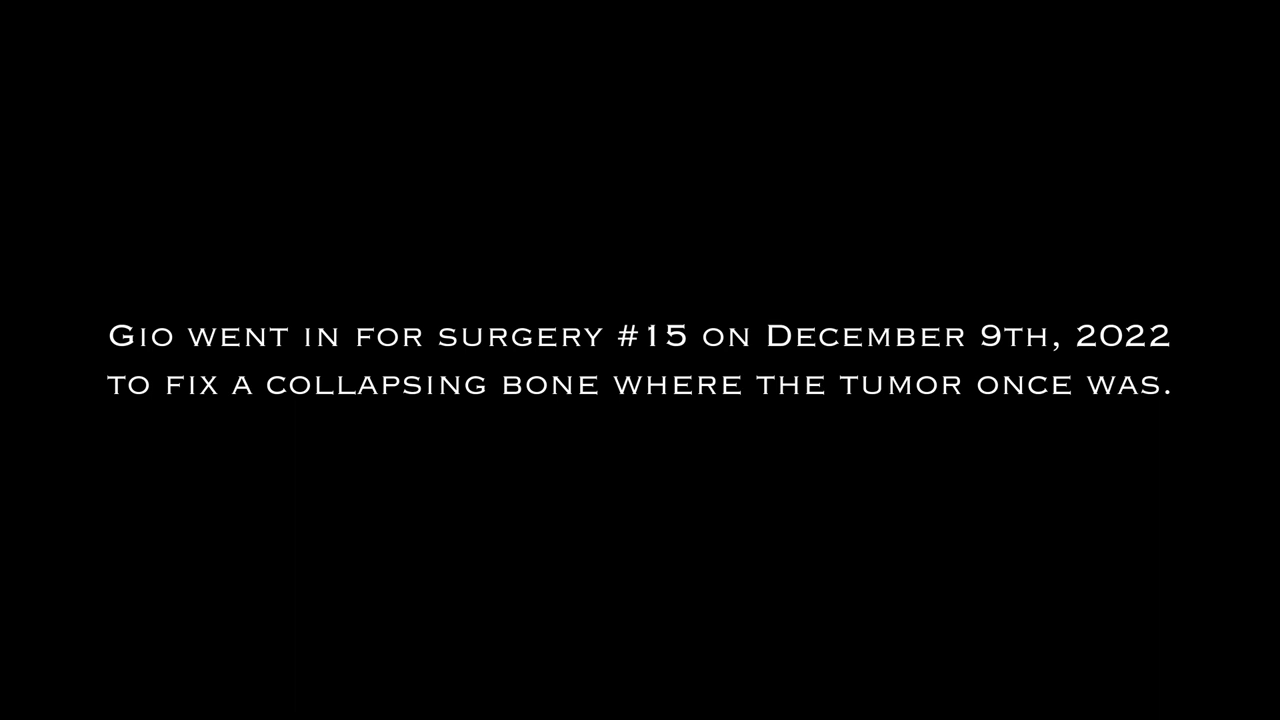 Gio went in for surgery #15 on December 9th, 2022
to fix a collapsing bone where the tumor once was.